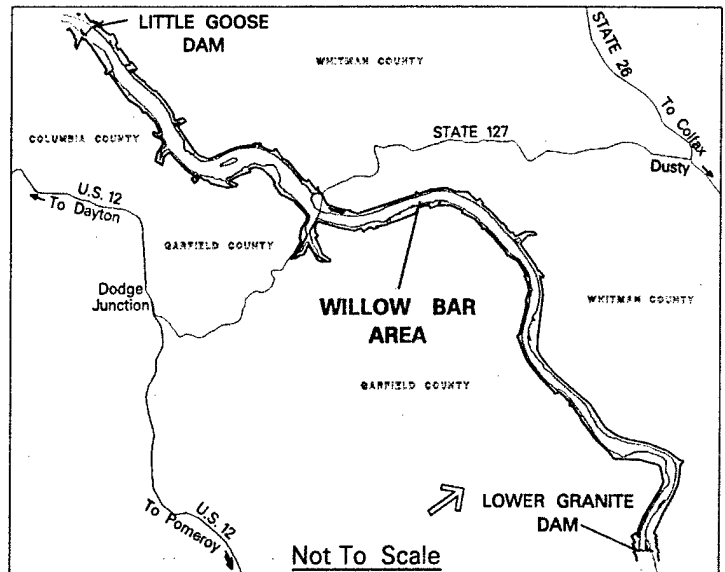 LITTLE GOOSE
DAM
WHITMAN COUNTY
STATE 26
To Colfax
COLUMBIA COUNTY
STATE 127
Dusty
U.S. 12
To Dayton
GARFIELD COUNTY
Dodge
Junction
WILLOW BAR
AREA
WHITMAN COUNTY
GARFIELD COUNTY
LOWER GRANITE
DAM
U.S. 12
To Pomeroy
Not To Scale